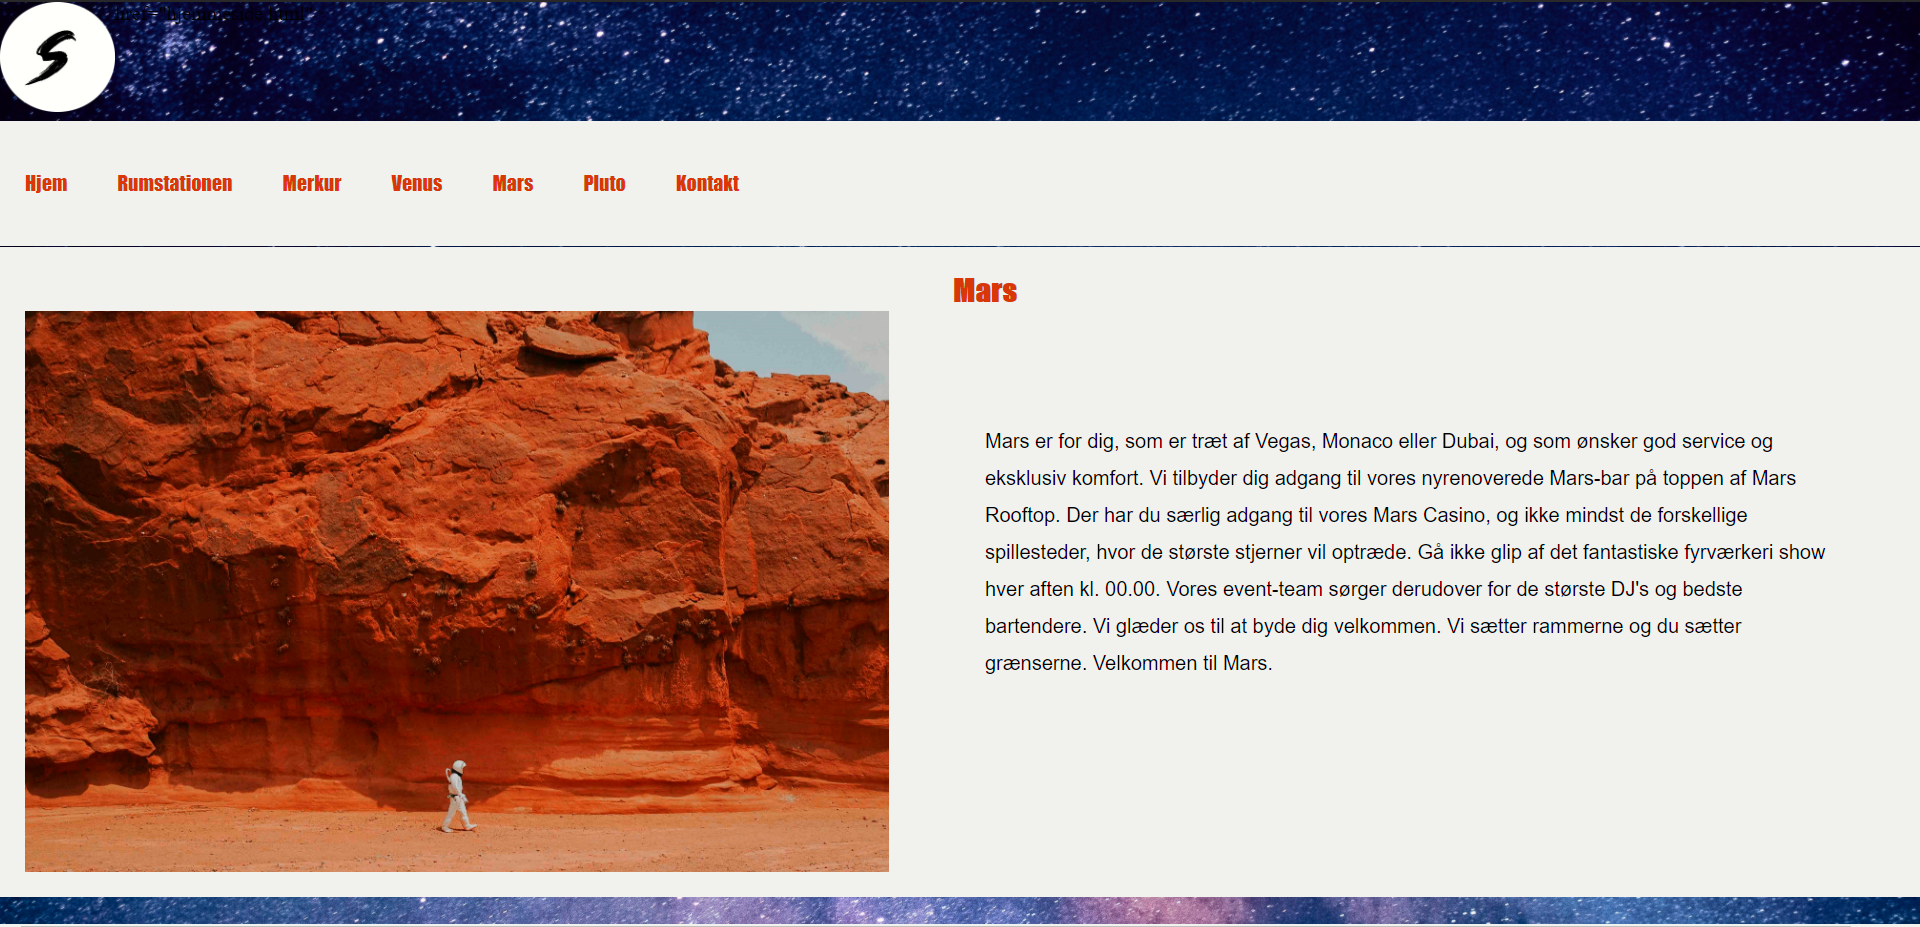 S
Hjem Rumstationen Merkur Venus Mars Pluto Kontakt
Mars
Mars er for dig, som er træt af Vegas, Monaco eller Dubai, og som ønsker god service og
eksklusiv komfort. Vi tilbyder dig adgang til vores nyrenoverede Mars-bar på toppen af Mars
Rooftop. Der har du særlig adgang til vores Mars Casino, og ikke mindst de forskellige
spillesteder, hvor de største stjerner vil optræde. Gå ikke glip af det fantastiske fyrværkeri show
hver aften kl. 00.00. Vores event-team sørger derudover for de største DJ's og bedste
bartendere. Vi glæder os til at byde dig velkommen. Vi sætter rammerne og du sætter
grænserne. Velkommen til Mars.